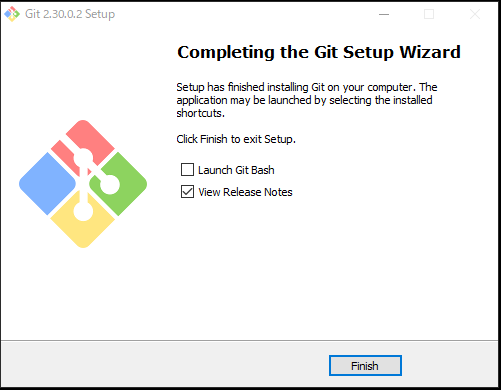 Git 2.30.0.2 Setup
Completing the Git Setup Wizard
Setup has finished installing Git on your computer. The
application may be launched by selecting the installed
shortcuts.
Click Finish to exit Setup.
Launch Git Bash
View Release Notes
Finish